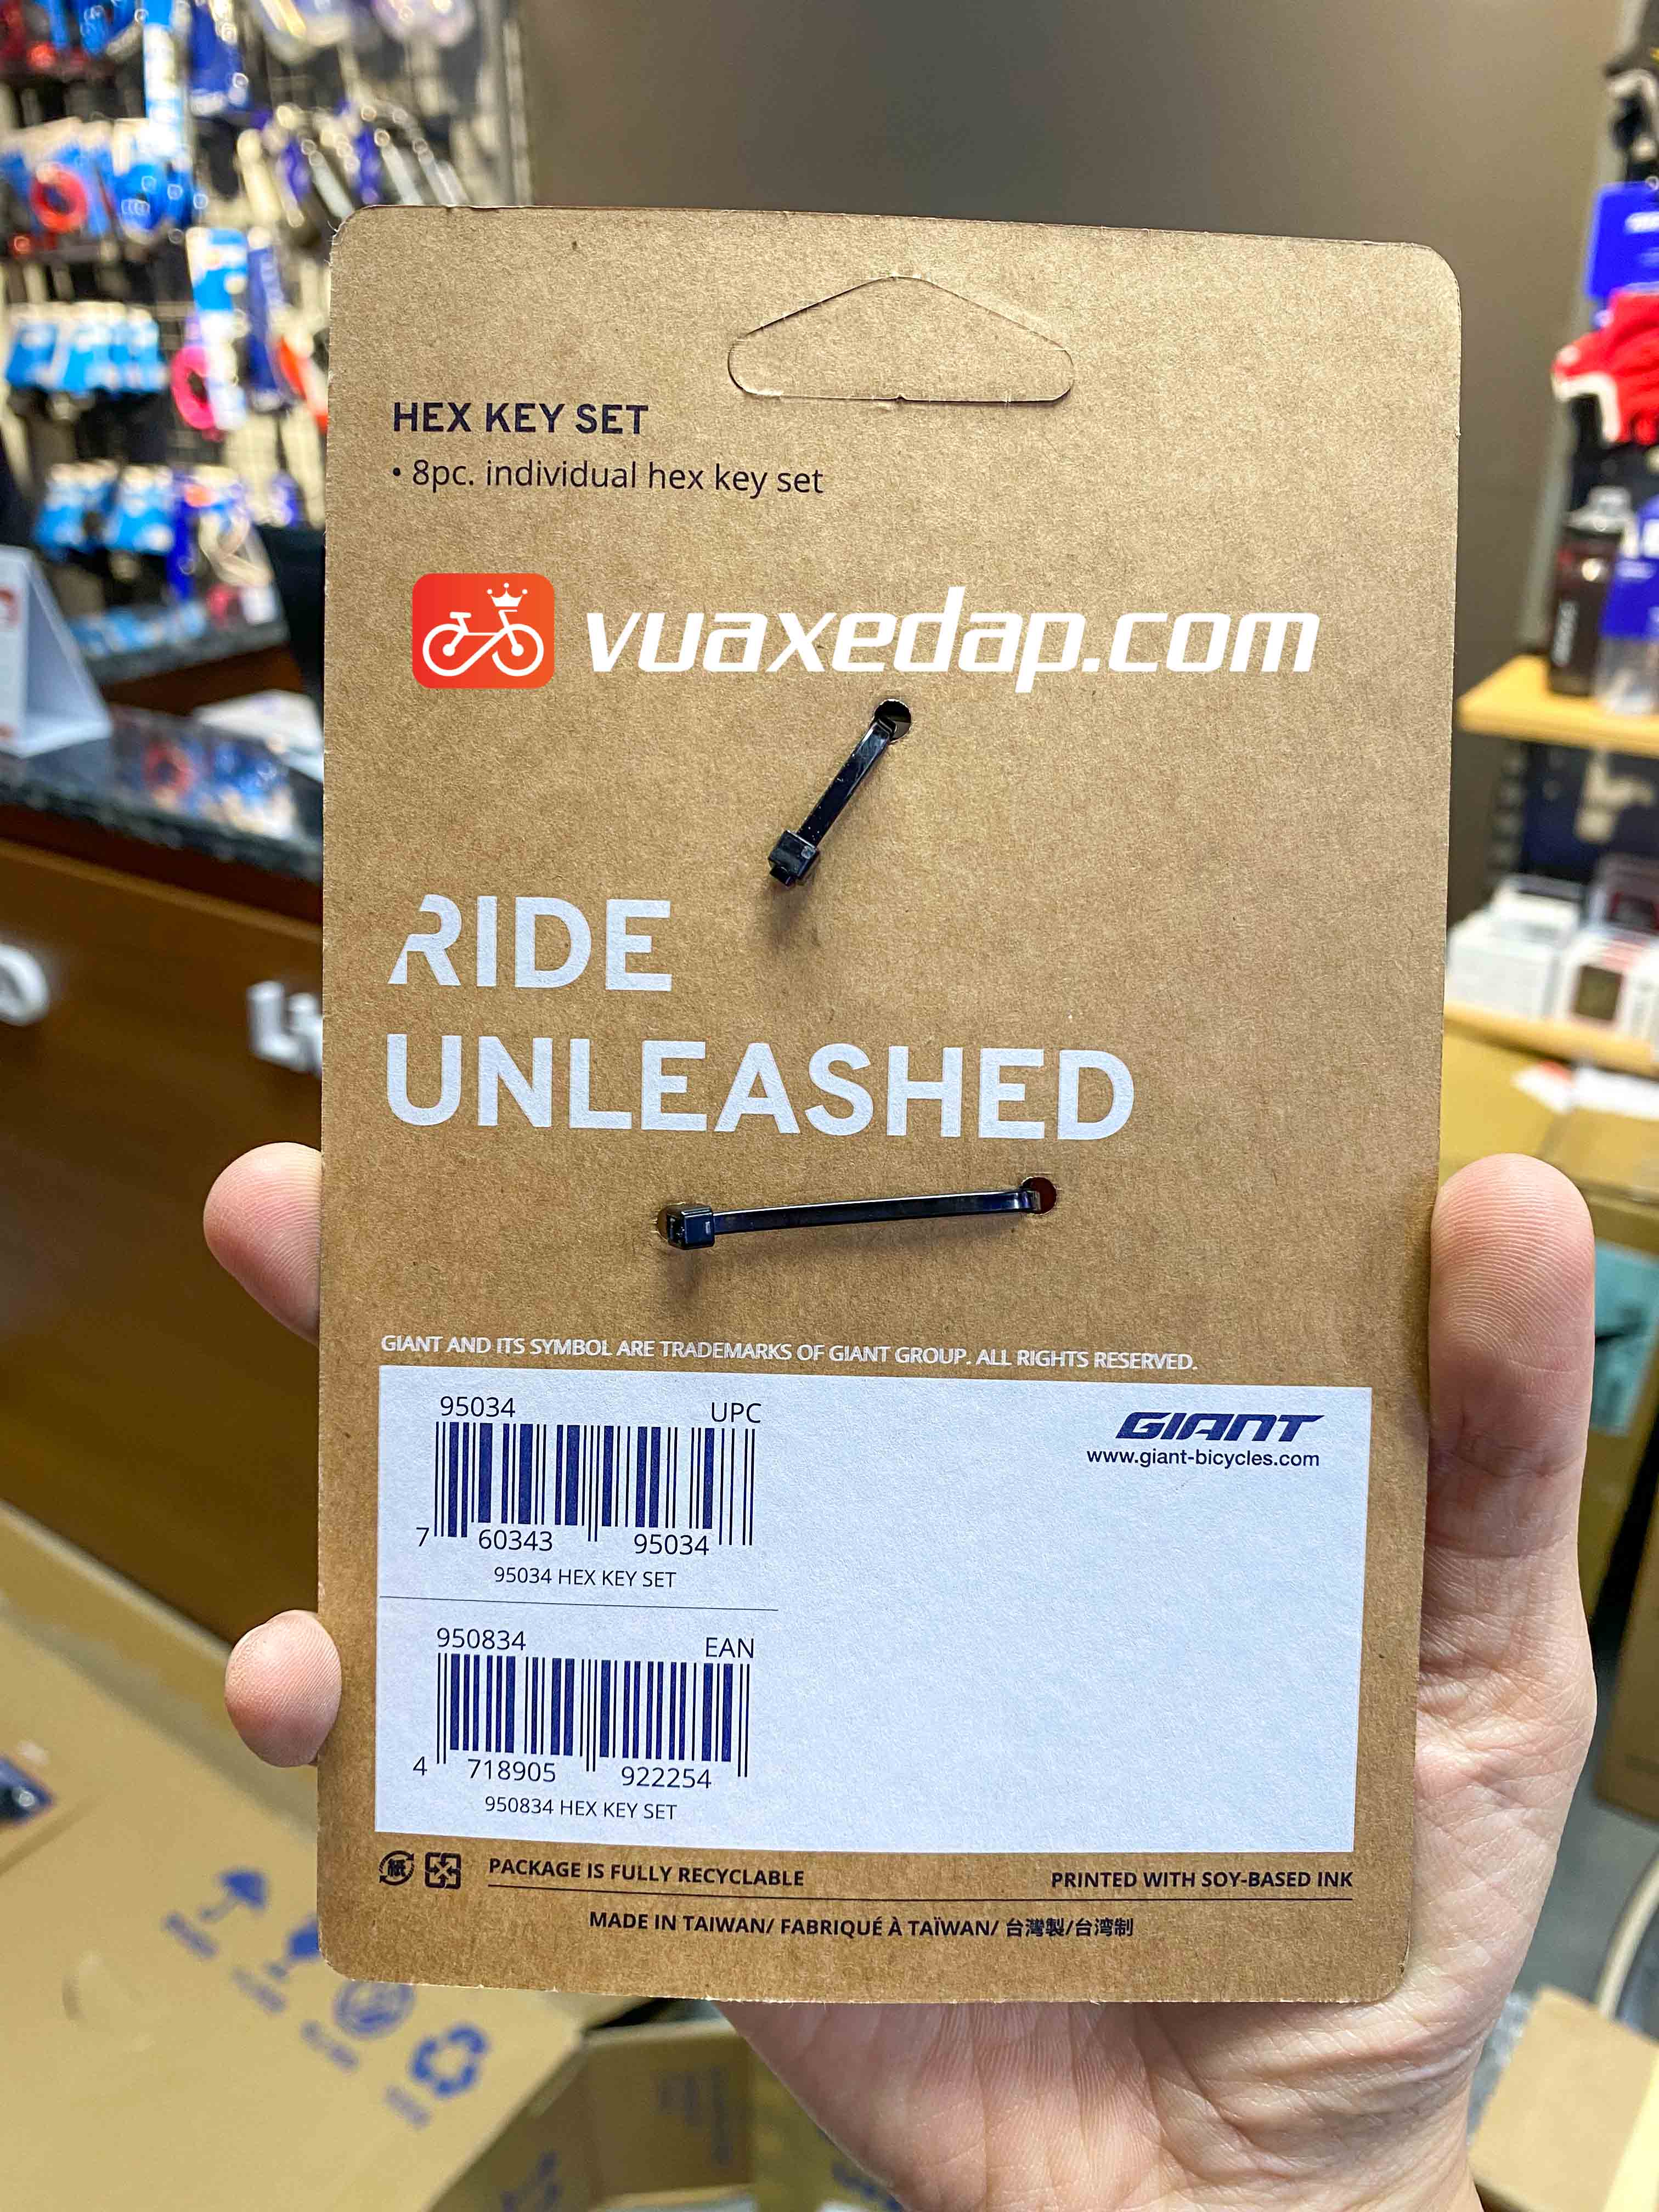 HEX KEY SET
• 8pc. individual hex key set
vuaxedap.com
RIDE
UNLEASHED
GIANT AND ITS SYMBOL ARE TRADEMARKS OF GIANT GROUP. ALL RIGHTS RESERVED.
95034 UPC
7 60343 95034
95034 HEX KEY SET
GIANT
www.giant-bicycles.com
950834 EAN
4 718905 922254
950834 HEX KEY SET
紙
PACKAGE IS FULLY RECYCLABLE PRINTED WITH SOY-BASED INK
MADE IN TAIWAN/ FABRIQUÉ À TAÏWAN/ 台灣製/台湾制